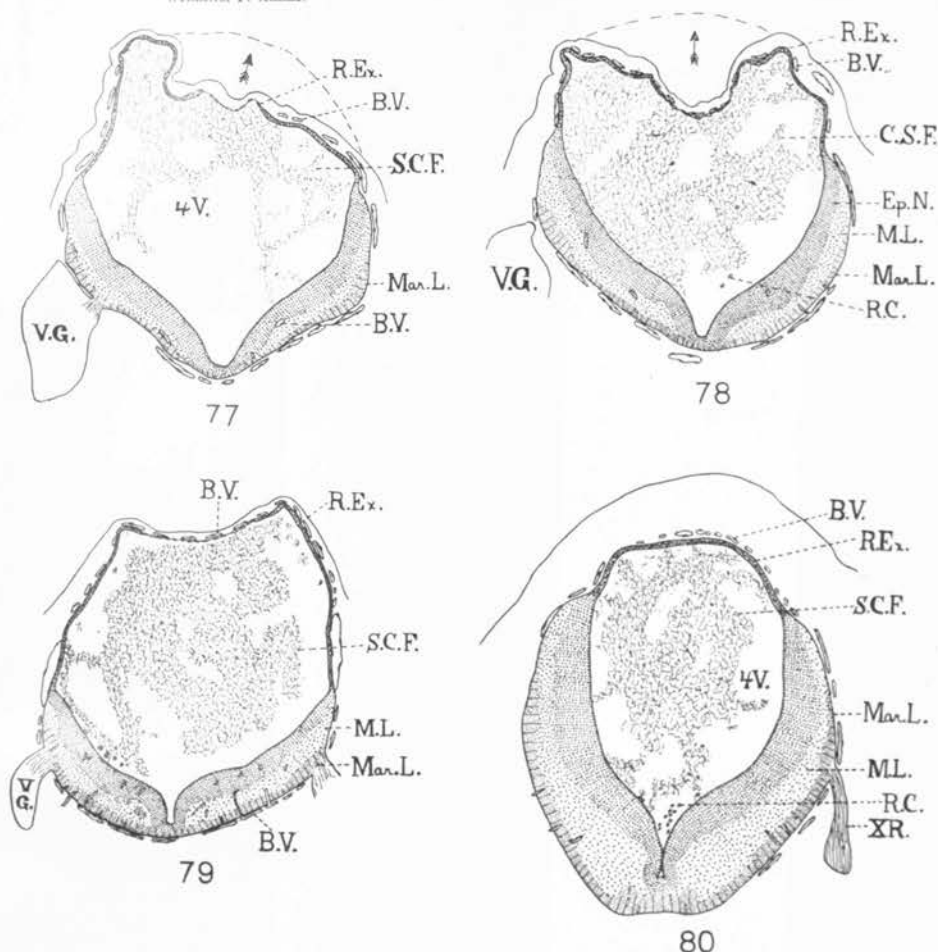 R.Ex.
B.V.
S.C.F.
4V.
Mar.L.
V.G.
B.V.
77
R.Ex.
B.V.
C.S.F.
Ep.N.
M.L.
V.G.
Mar.L.
R.C.
78
B.V.
R.Ex.
S.C.F.
M.L.
Mar.L.
V
G.
B.V.
79
B.V.
R.Ex.
S.C.F.
4V.
Mar.L.
M.L.
R.C.
XR.
80